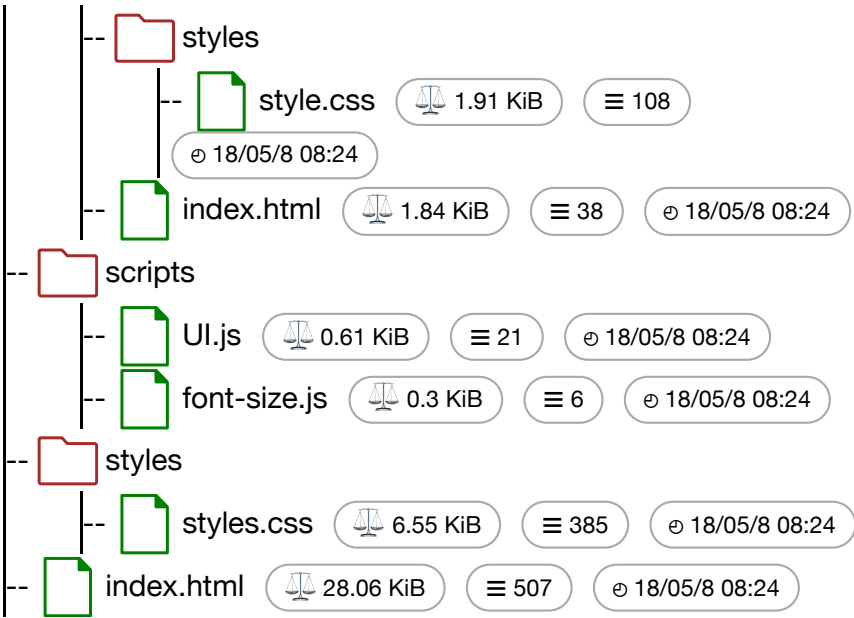 -- styles
-- style.css 1.91 KiB 108
18/05/8 08:24
-- index.html 1.84 KiB 38 18/05/8 08:24
-- scripts
-- UI.js 0.61 KiB 21 18/05/8 08:24
-- font-size.js 0.3 KiB 6 18/05/8 08:24
-- styles
-- styles.css 6.55 KiB 385 18/05/8 08:24
-- index.html 28.06 KiB 507 18/05/8 08:24